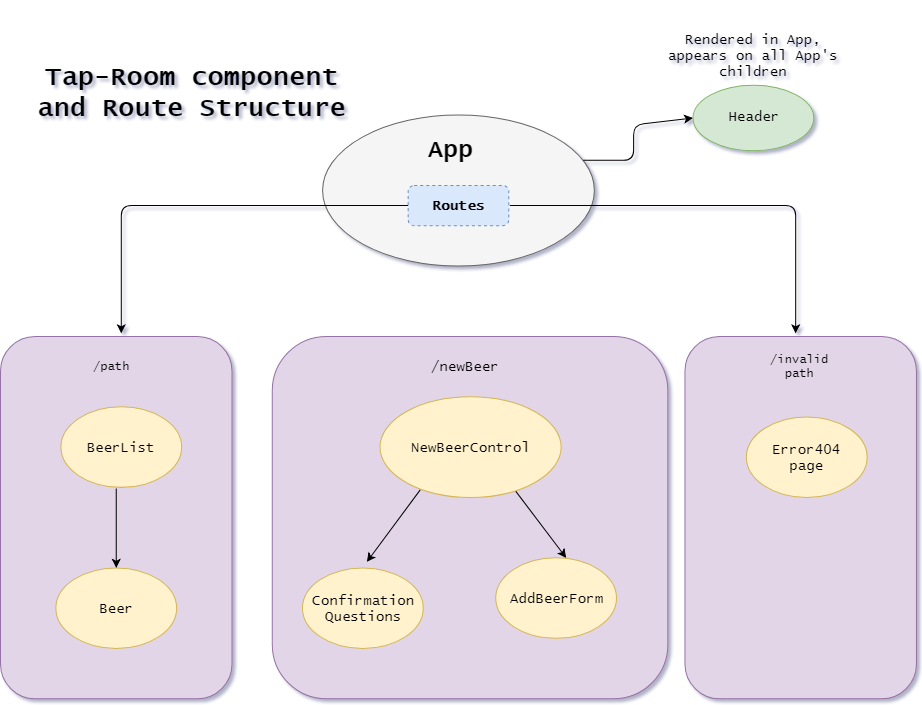 Rendered in App,
appears on all App's
children
Tap-Room component
and Route Structure
Header
App
Routes
/path
/newBeer
/invalid
path
BeerList
NewBeerControl
Error404
page
Beer
Confirmation
Questions
AddBeerForm